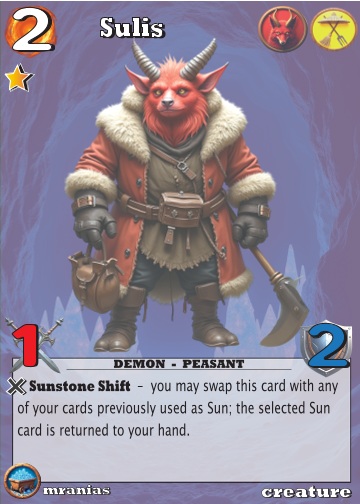 2 Sulis
1 2
DEMON - PEASANT
Sunstone Shift - you may swap this card with any
of your cards previously used as Sun; the selected Sun
card is returned to your hand.
mranias creature